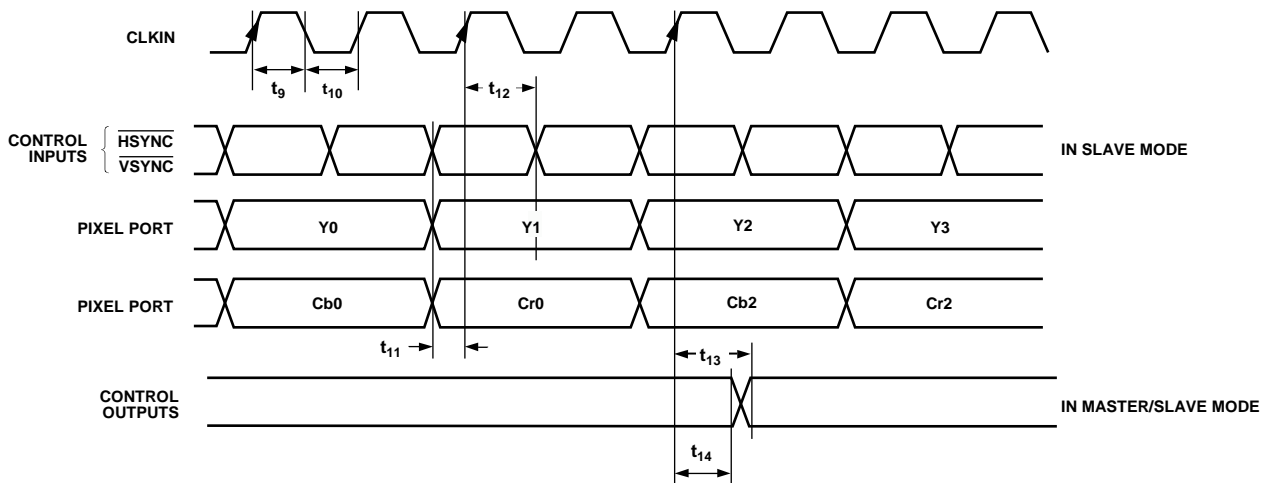 CLKIN
t9
t10
t12
CONTROL
INPUTS
HSYNC
VSYNC
IN SLAVE MODE
PIXEL PORT
Y0
Y1
Y2
Y3
PIXEL PORT
Cb0
Cr0
Cb2
Cr2
t11
t13
CONTROL
OUTPUTS
IN MASTER/SLAVE MODE
t14